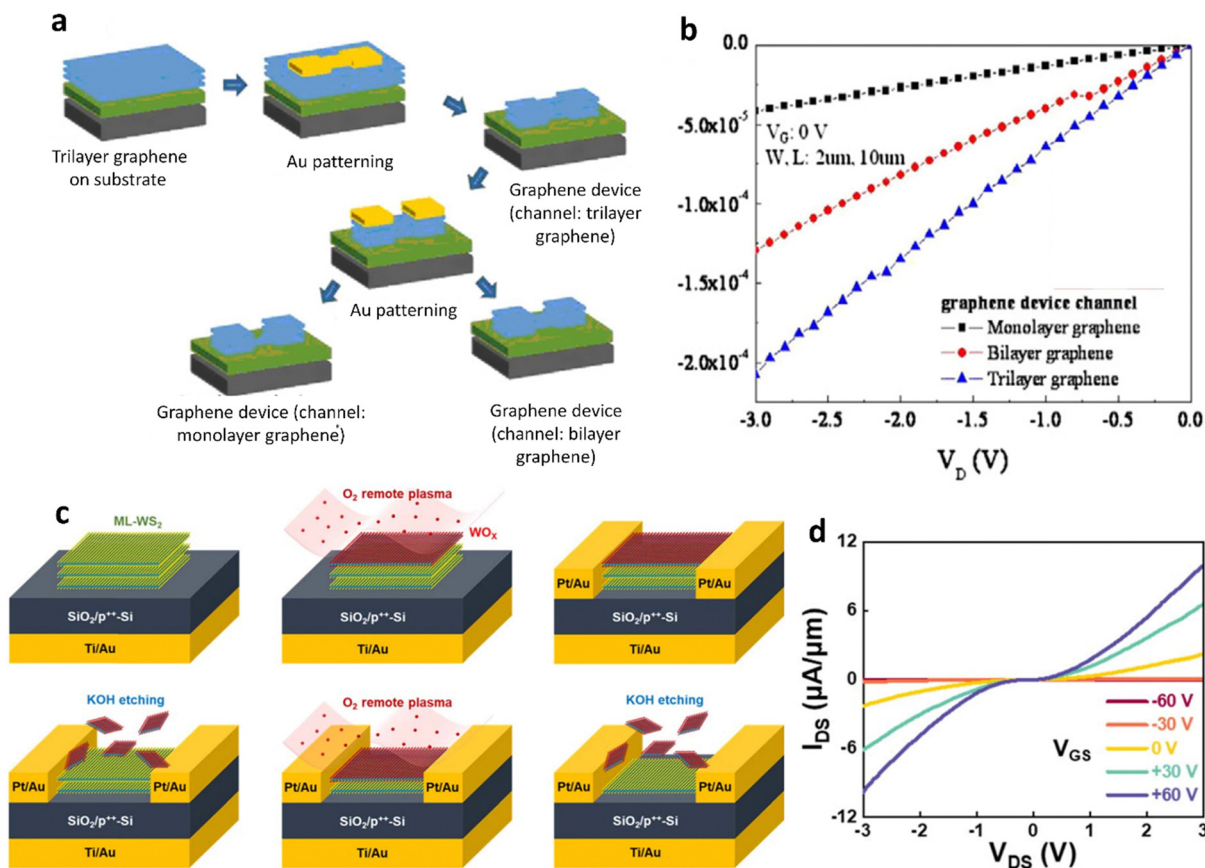 a
Trilayer graphene
on substrate
Au patterning
Graphene device
(channel: trilayer
graphene)
Au patterning
Graphene device (channel:
monolayer graphene)
Graphene device
(channel: bilayer
graphene)
b
0.0
-5.0x10⁻⁵
-1.0x10⁻⁴
-1.5x10⁻⁴
-2.0x10⁻⁴
V_G: 0 V
W, L: 2um, 10um
graphene device channel
Monolayer graphene
Bilayer graphene
Trilayer graphene
-3.0 -2.5 -2.0 -1.5 -1.0 -0.5 0.0
V_D (V)
c
ML-WS₂
SiO₂/p⁺⁺-Si
Ti/Au
O₂ remote plasma
WOₓ
SiO₂/p⁺⁺-Si
Ti/Au
Pt/Au Pt/Au
SiO₂/p⁺⁺-Si
Ti/Au
KOH etching
Pt/Au Pt/Au
SiO₂/p⁺⁺-Si
Ti/Au
O₂ remote plasma
Pt/Au Pt/Au
SiO₂/p⁺⁺-Si
Ti/Au
KOH etching
Pt/Au Pt/Au
SiO₂/p⁺⁺-Si
Ti/Au
d
12
6
0
-6
-12
I_DS (μA/μm)
V_GS
-60 V
-30 V
0 V
+30 V
+60 V
-3 -2 -1 0 1 2 3
V_DS (V)